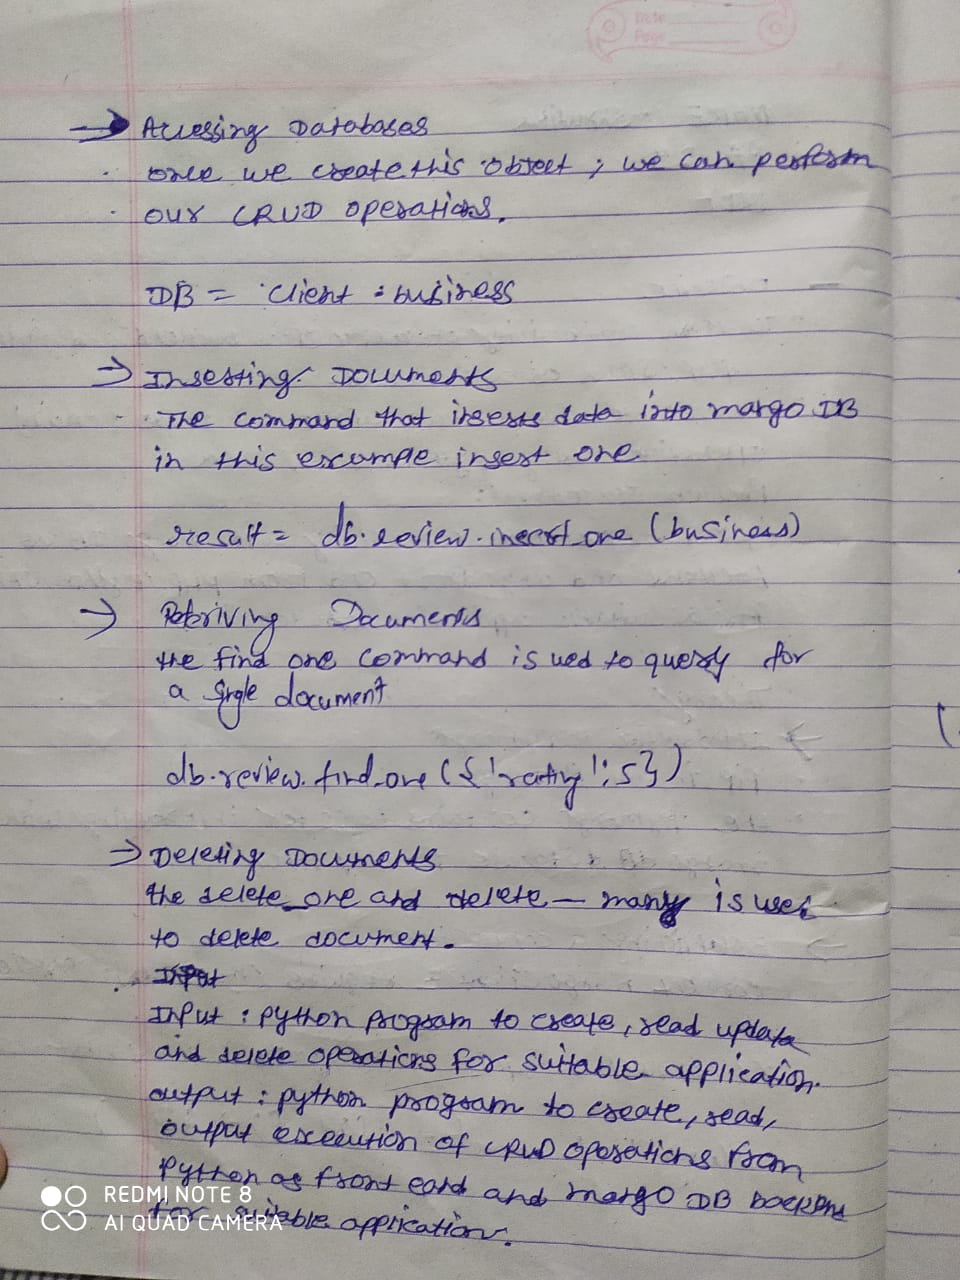 Date
Page
→ Accessing Databases
once we create this object, we can perform
our CRUD operations.
DB = client.business
→ Inserting Documents
The command that inserts data into mango DB
in this example insert one
result = db.review.insert_one (business)
→ Retriving Documents
the find one command is used to query for
a single document
db.review.find_one ({'rating':5})
→ Deleting Documents
the delete_one and delete_many is used
to delete document.
Input
Input : python program to create, read update
and delete operations for suitable application.
output : python program to create, read,
output execution of CRUD operations from
Python as front eand and mango DB backend
for suitable application.
REDMI NOTE 8
AI QUAD CAMERA